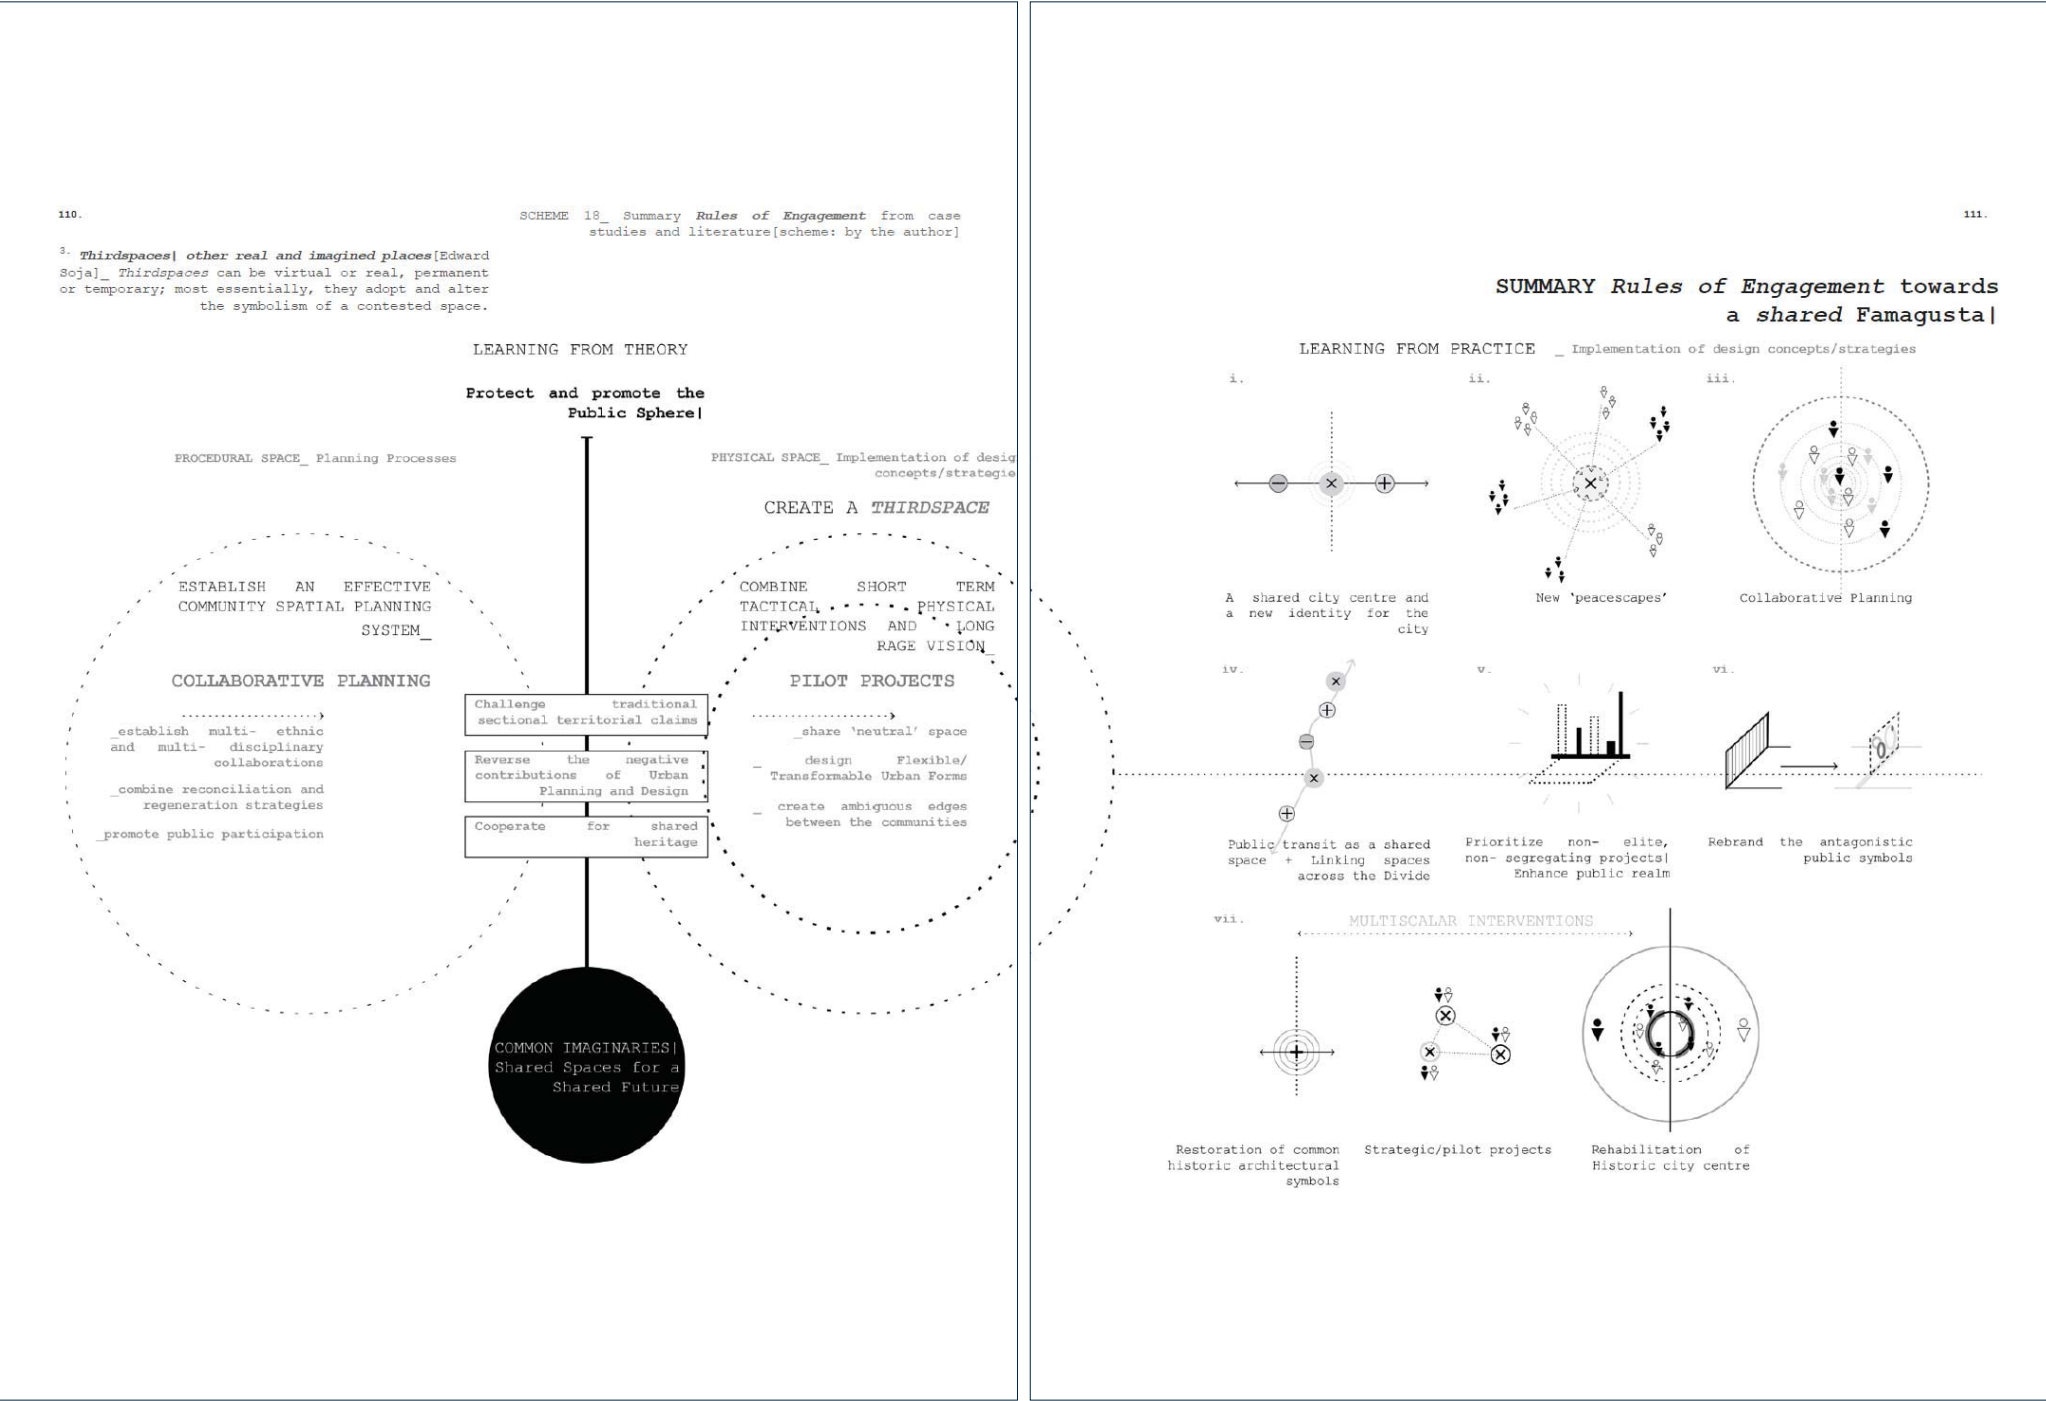 110.
SCHEME 18_ Summary Rules of Engagement from case
studies and literature[scheme: by the author]
3. Thirdspaces| other real and imagined places[Edward
Soja]_ Thirdspaces can be virtual or real, permanent
or temporary; most essentially, they adopt and alter
the symbolism of a contested space.
LEARNING FROM THEORY
Protect and promote the
Public Sphere|
PROCEDURAL SPACE_ Planning Processes
PHYSICAL SPACE_ Implementation of desig
concepts/strategie
CREATE A THIRDSPACE
ESTABLISH AN EFFECTIVE
COMMUNITY SPATIAL PLANNING
SYSTEM_
COLLABORATIVE PLANNING
_establish multi- ethnic
and multi- disciplinary
collaborations
_combine reconciliation and
regeneration strategies
_promote public participation
Challenge traditional
sectional territorial claims
Reverse the negative
contributions of Urban
Planning and Design
Cooperate for shared
heritage
COMBINE SHORT TERM
TACTICAL PHYSICAL
INTERVENTIONS AND LONG
RAGE VISION_
PILOT PROJECTS
_share 'neutral' space
_ design Flexible/
Transformable Urban Forms
_ create ambiguous edges
between the communities
COMMON IMAGINARIES|
Shared Spaces for a
Shared Future
111.
SUMMARY Rules of Engagement towards
a shared Famagusta|
LEARNING FROM PRACTICE _ Implementation of design concepts/strategies
i.
ii.
iii.
A shared city centre and
a new identity for the
city
New 'peacescapes'
Collaborative Planning
iv.
v.
vi.
Public transit as a shared
space + Linking spaces
across the Divide
Prioritize non- elite,
non- segregating projects|
Enhance public realm
Rebrand the antagonistic
public symbols
vii.
MULTISCALAR INTERVENTIONS
Restoration of common
historic architectural
symbols
Strategic/pilot projects
Rehabilitation of
Historic city centre